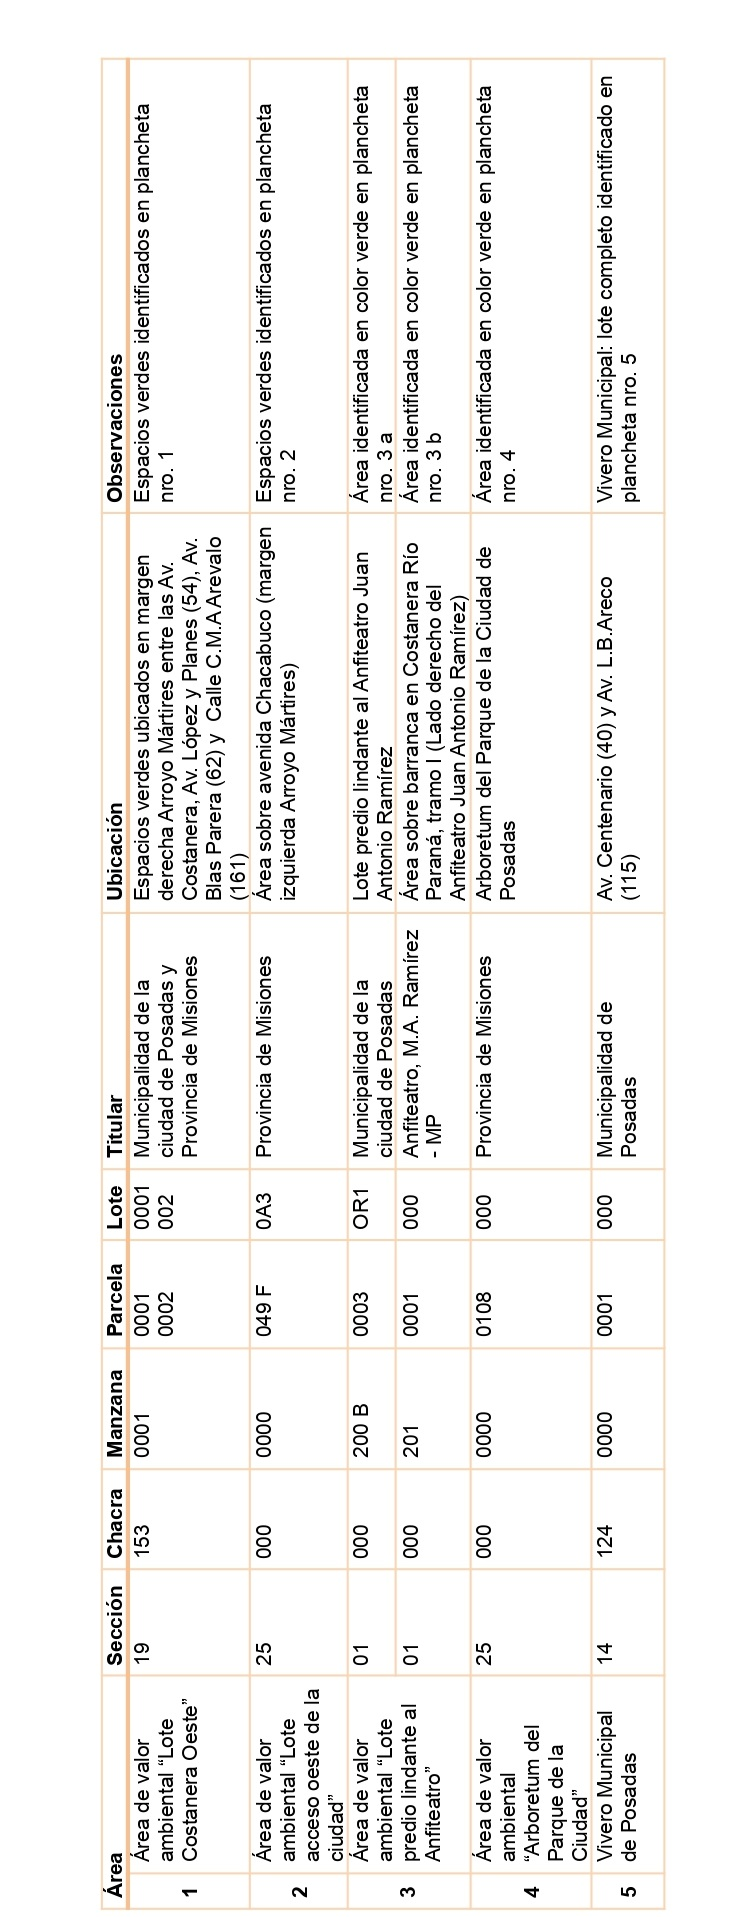 Área Sección Chacra Manzana Parcela Lote Titular Ubicación Observaciones
1
Área de valor
ambiental “Lote
Costanera Oeste”
19
153
0001
0001
0002
0001
002
Municipalidad de la
ciudad de Posadas y
Provincia de Misiones
Espacios verdes ubicados en margen
derecha Arroyo Mártires entre las Av.
Costanera, Av. López y Planes (54), Av.
Blas Parera (62) y Calle C.M.A Arevalo
(161)
Espacios verdes identificados en plancheta
nro. 1
2
Área de valor
ambiental “Lote
acceso oeste de la
ciudad”
25
000
0000
049 F
0A3
Provincia de Misiones
Área sobre avenida Chacabuco (margen
izquierda Arroyo Mártires)
Espacios verdes identificados en plancheta
nro. 2
3
Área de valor
ambiental “Lote
predio lindante al
Anfiteatro”
01
000
200 B
0003
OR1
Municipalidad de la
ciudad de Posadas
Lote predio lindante al Anfiteatro Juan
Antonio Ramírez
Área identificada en color verde en plancheta
nro. 3 a
01
000
201
0001
000
Anfiteatro, M.A. Ramírez
- MP
Área sobre barranca en Costanera Río
Paraná, tramo I (Lado derecho del
Anfiteatro Juan Antonio Ramírez)
Área identificada en color verde en plancheta
nro. 3 b
4
Área de valor
ambiental
“Arboretum del
Parque de la
Ciudad”
25
000
0000
0108
000
Provincia de Misiones
Arboretum del Parque de la Ciudad de
Posadas
Área identificada en color verde en plancheta
nro. 4
5
Vivero Municipal
de Posadas
14
124
0000
0001
000
Municipalidad de
Posadas
Av. Centenario (40) y Av. L.B.Areco
(115)
Vivero Municipal: lote completo identificado en
plancheta nro. 5